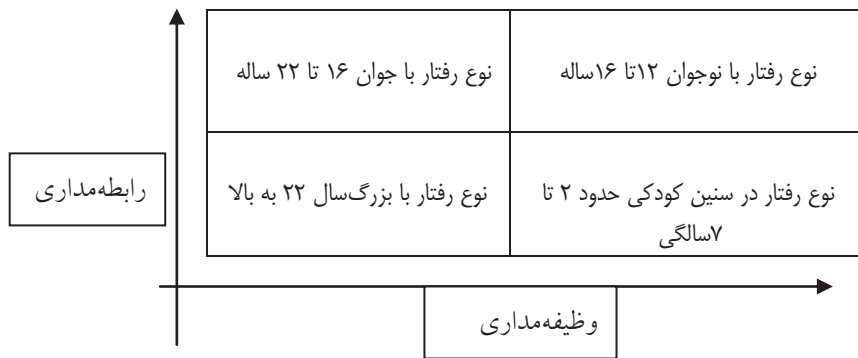 نوع رفتار با نوجوان ۱۲تا ۱۶ساله
نوع رفتار با جوان ۱۶ تا ۲۲ ساله
نوع رفتار در سنین کودکی حدود ۲ تا
۷سالگی
نوع رفتار با بزرگ‌سال ۲۲ به بالا
رابطه‌مداری
وظیفه‌مداری